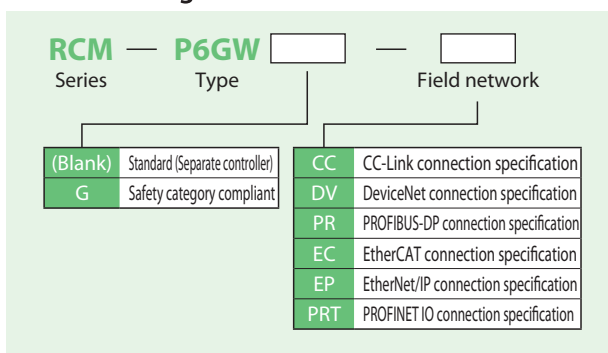 RCM — P6GW —
Series Type Field network
(Blank) Standard (Separate controller)
G Safety category compliant
CC CC-Link connection specification
DV DeviceNet connection specification
PR PROFIBUS-DP connection specification
EC EtherCAT connection specification
EP EtherNet/IP connection specification
PRT PROFINET IO connection specification